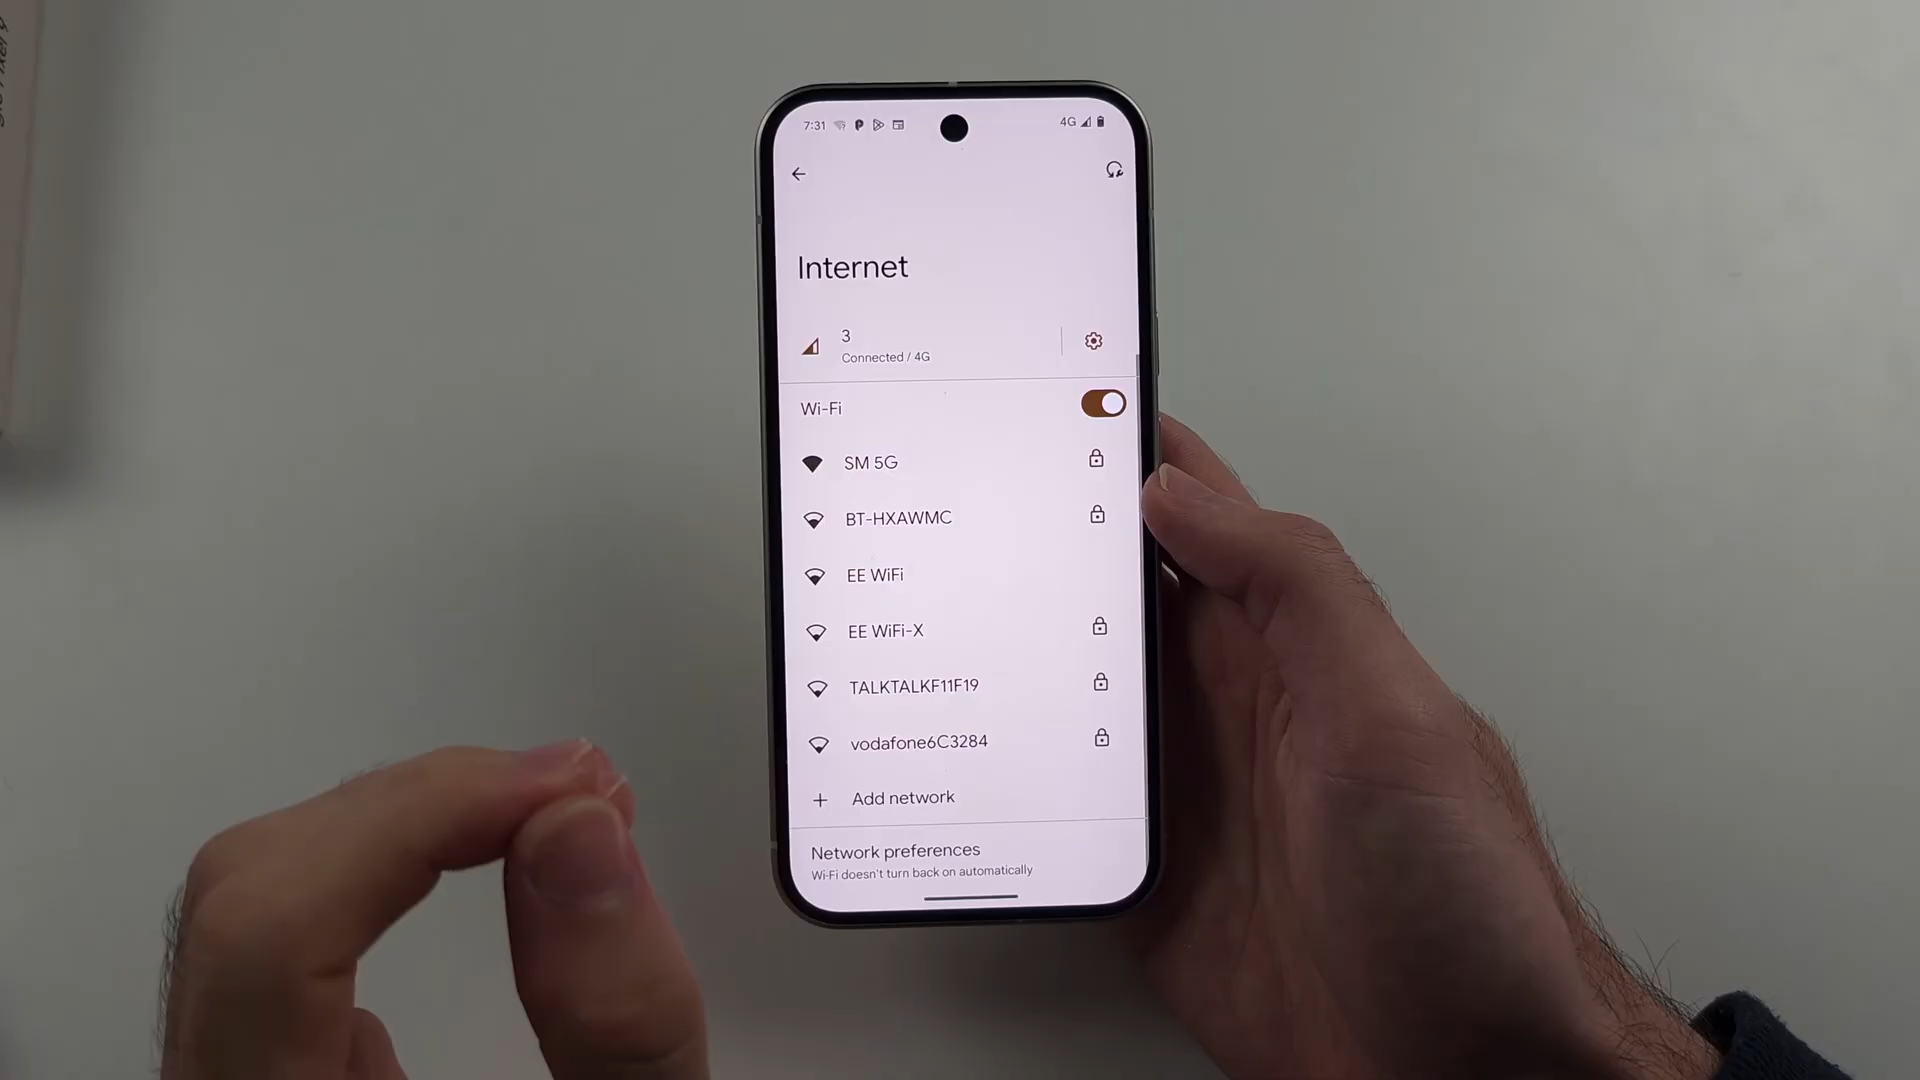 7:31 4G
Internet
3
Connected / 4G
Wi-Fi
SM 5G
BT-HXAWMC
EE WiFi
EE WiFi-X
TALKTALKF11F19
vodafone6C3284
Add network
Network preferences
Wi-Fi doesn't turn back on automatically